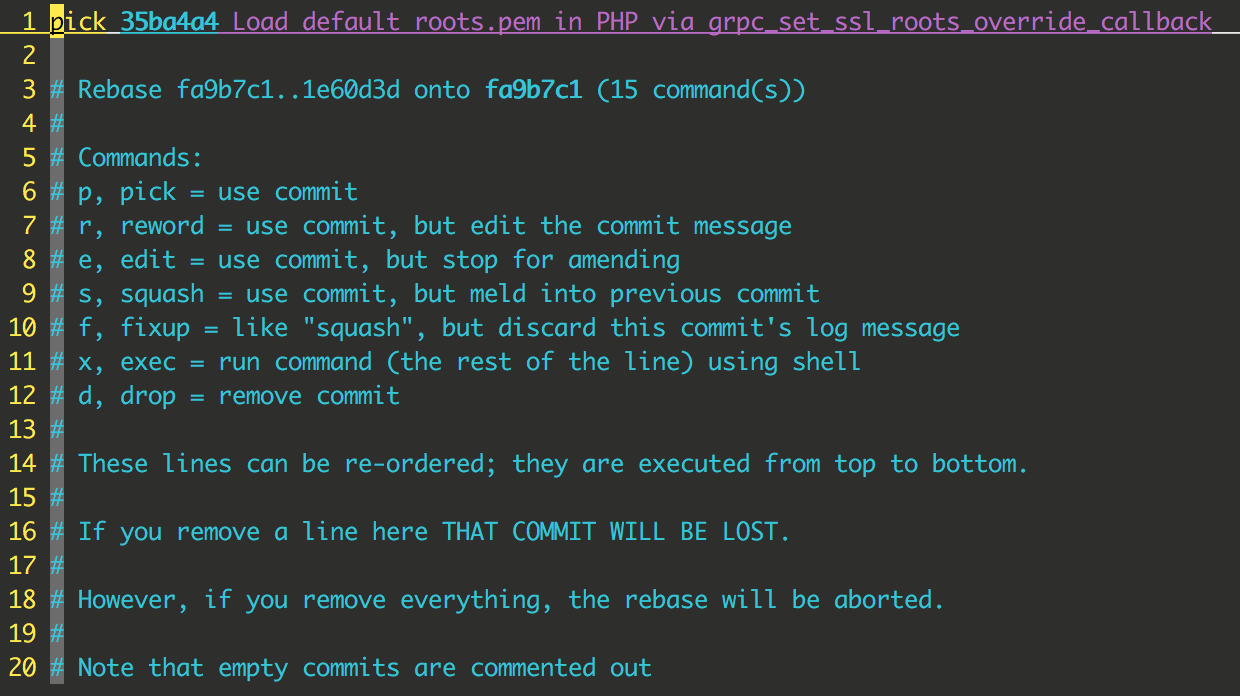 1 pick 35ba4a4 Load default roots.pem in PHP via grpc_set_ssl_roots_override_callback
2
3 # Rebase fa9b7c1..1e60d3d onto fa9b7c1 (15 command(s))
4 #
5 # Commands:
6 # p, pick = use commit
7 # r, reword = use commit, but edit the commit message
8 # e, edit = use commit, but stop for amending
9 # s, squash = use commit, but meld into previous commit
10 # f, fixup = like "squash", but discard this commit's log message
11 # x, exec = run command (the rest of the line) using shell
12 # d, drop = remove commit
13 #
14 # These lines can be re-ordered; they are executed from top to bottom.
15 #
16 # If you remove a line here THAT COMMIT WILL BE LOST.
17 #
18 # However, if you remove everything, the rebase will be aborted.
19 #
20 # Note that empty commits are commented out